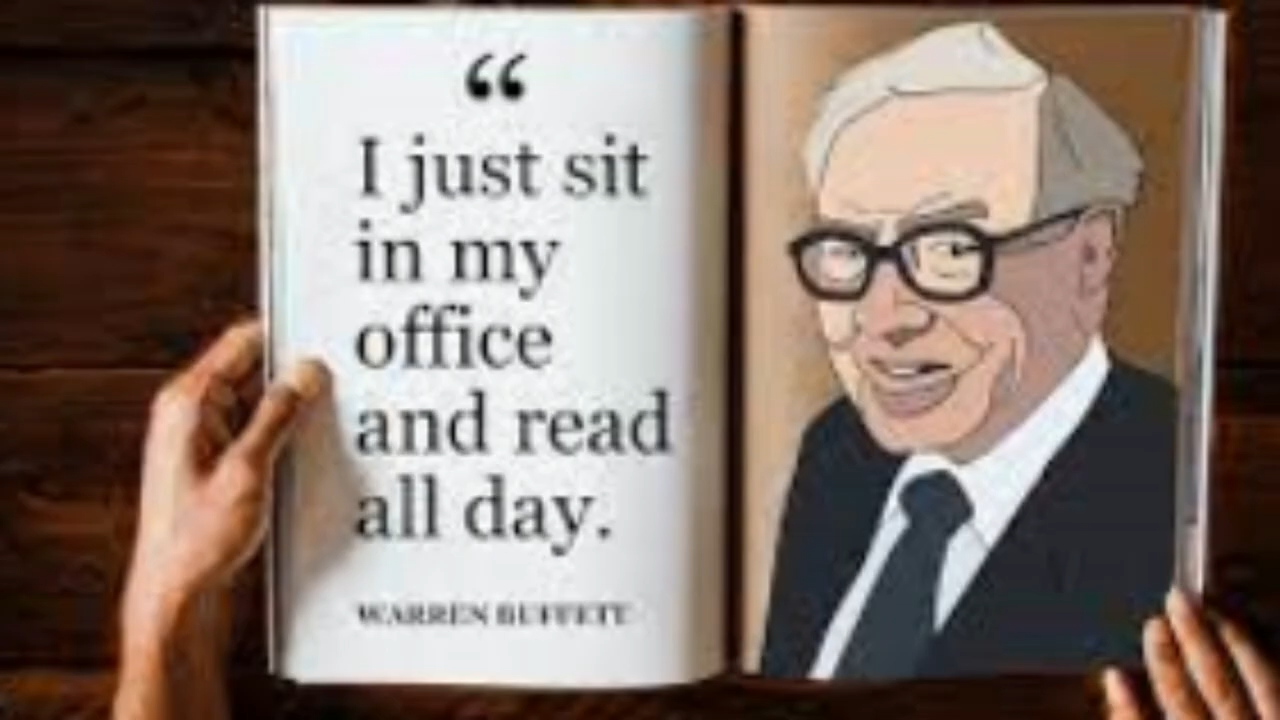 “
I just sit
in my
office
and read
all day.
WARREN BUFFETT